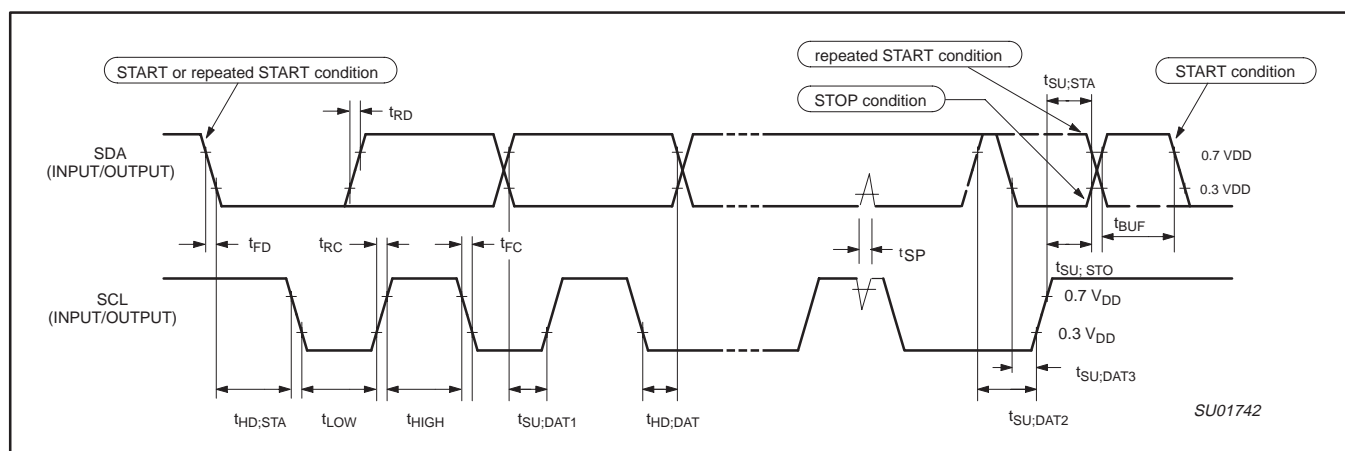 repeated START condition
START or repeated START condition
tSU;STA
START condition
STOP condition
tRD
SDA
(INPUT/OUTPUT)
0.7 VDD
0.3 VDD
tFD
tRC
tFC
tSP
tBUF
tSU; STO
SCL
(INPUT/OUTPUT)
0.7 VDD
0.3 VDD
tSU;DAT3
tHD;STA
tLOW
tHIGH
tSU;DAT1
tHD;DAT
tSU;DAT2
SU01742